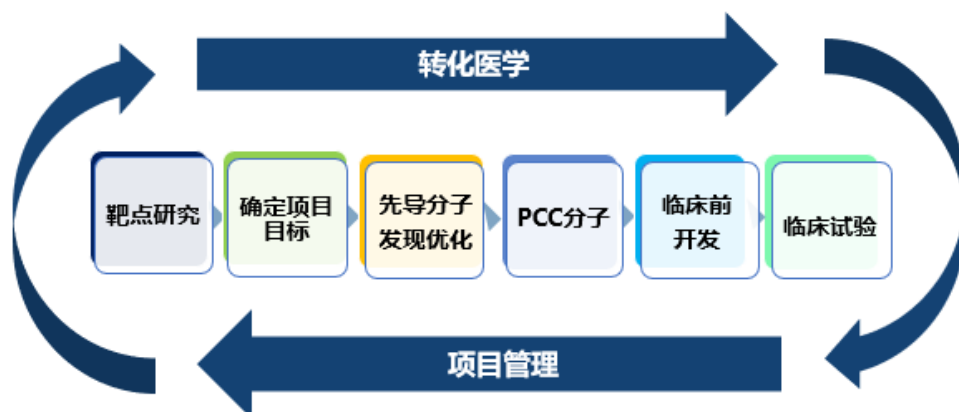 转化医学
靶点研究
确定项目
目标
先导分子
发现优化
PCC分子
临床前
开发
临床试验
项目管理